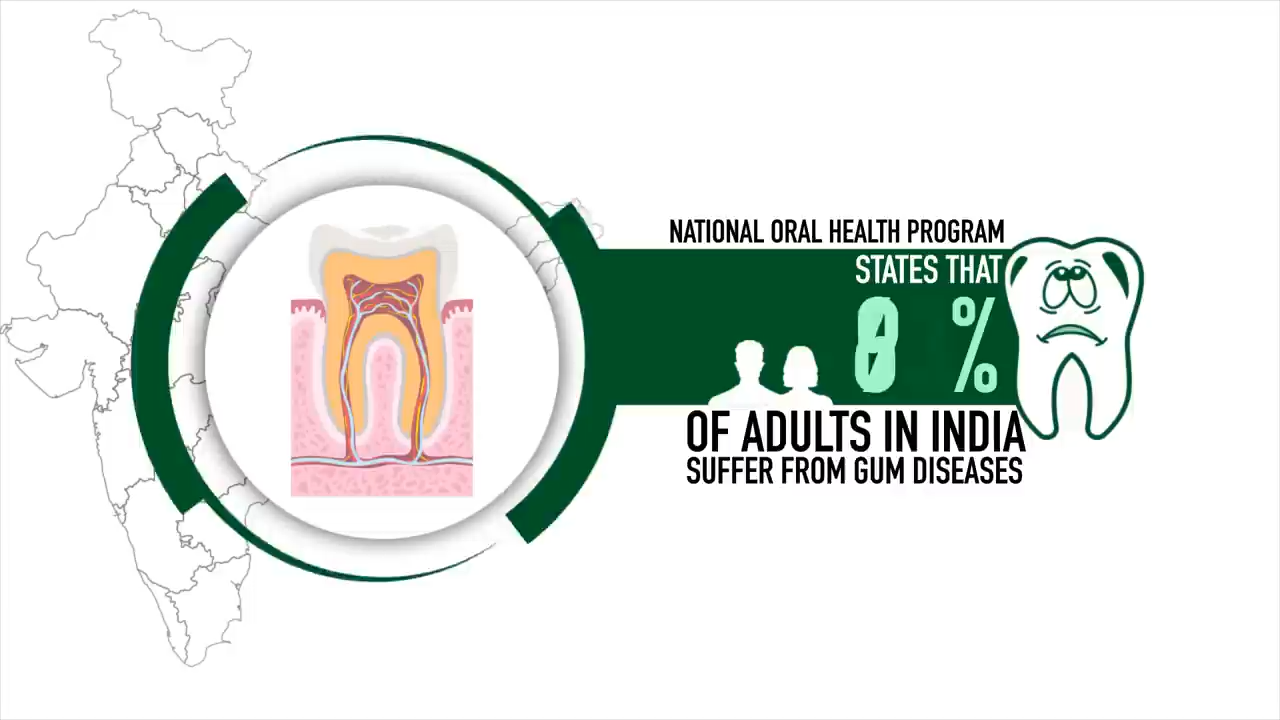 NATIONAL ORAL HEALTH PROGRAM
STATES THAT
%
OF ADULTS IN INDIA
SUFFER FROM GUM DISEASES